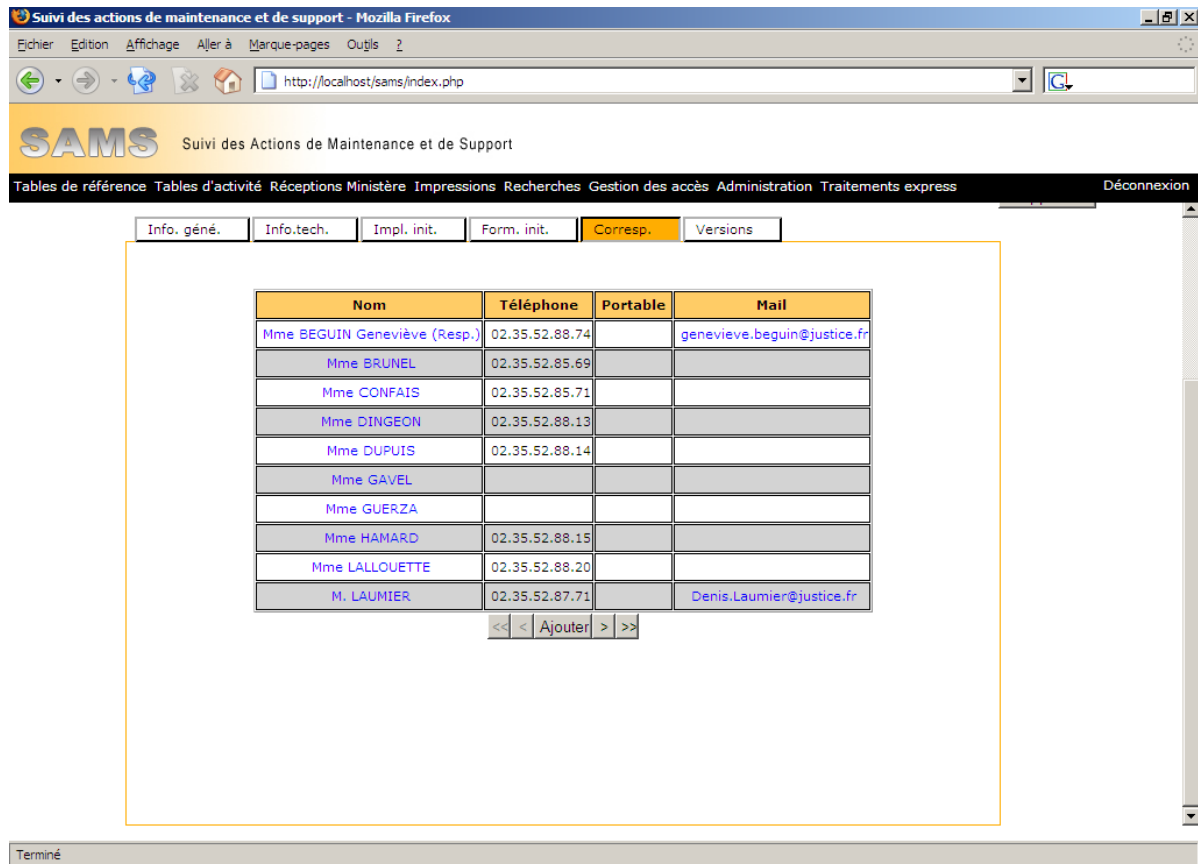 Suivi des actions de maintenance et de support - Mozilla Firefox
Fichier Edition Affichage Aller à Marque-pages Outils ?
http://localhost/sams/index.php G
SAMS Suivi des Actions de Maintenance et de Support
Tables de référence Tables d'activité Réceptions Ministère Impressions Recherches Gestion des accès Administration Traitements express Déconnexion
Info. géné. Info.tech. Impl. init. Form. init. Corresp. Versions
Nom Téléphone Portable Mail
Mme BEGUIN Geneviève (Resp.) 02.35.52.88.74 genevieve.beguin@justice.fr
Mme BRUNEL 02.35.52.85.69
Mme CONFAIS 02.35.52.85.71
Mme DINGEON 02.35.52.88.13
Mme DUPUIS 02.35.52.88.14
Mme GAVEL
Mme GUERZA
Mme HAMARD 02.35.52.88.15
Mme LALLOUETTE 02.35.52.88.20
M. LAUMIER 02.35.52.87.71 Denis.Laumier@justice.fr
<< < Ajouter > >>
Terminé